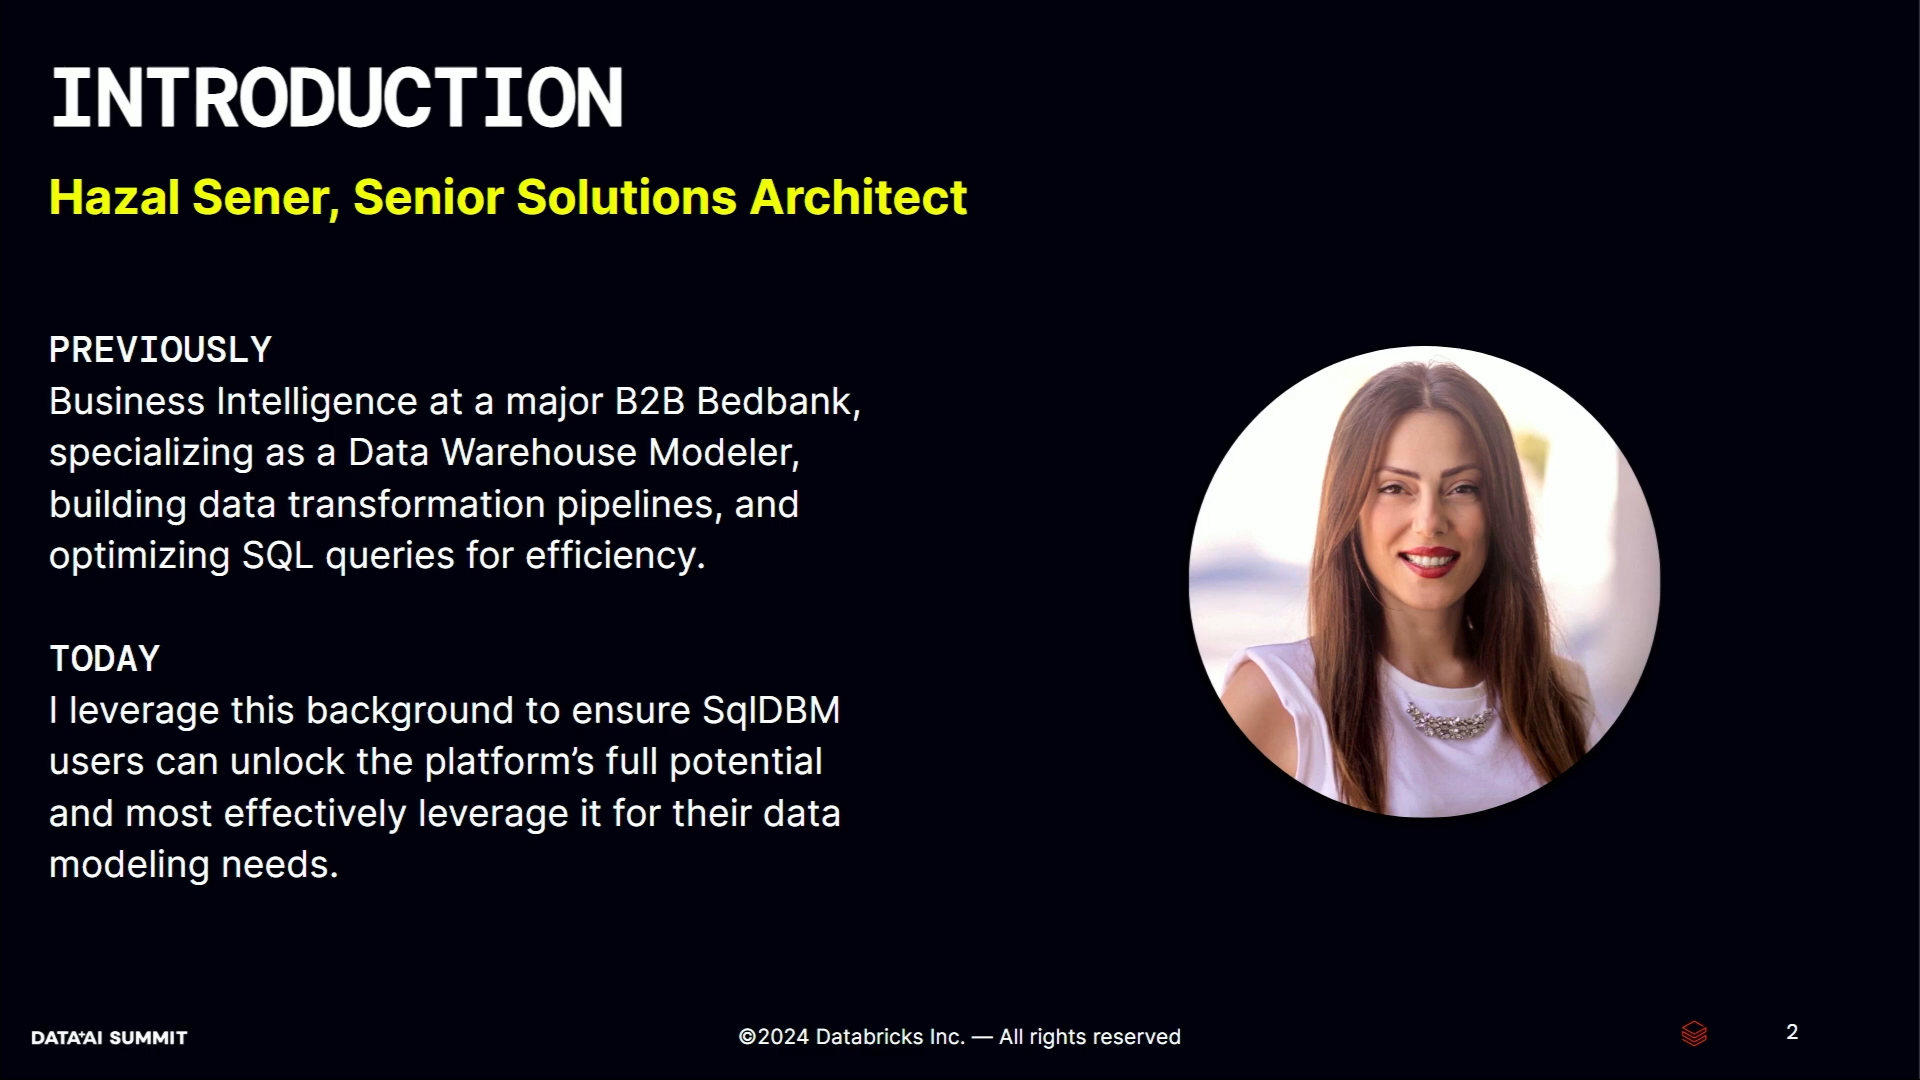 INTRODUCTION
Hazal Sener, Senior Solutions Architect
PREVIOUSLY
Business Intelligence at a major B2B Bedbank,
specializing as a Data Warehouse Modeler,
building data transformation pipelines, and
optimizing SQL queries for efficiency.
TODAY
I leverage this background to ensure SqlDBM
users can unlock the platform’s full potential
and most effectively leverage it for their data
modeling needs.
DATA+AI SUMMIT
©2024 Databricks Inc. — All rights reserved
2